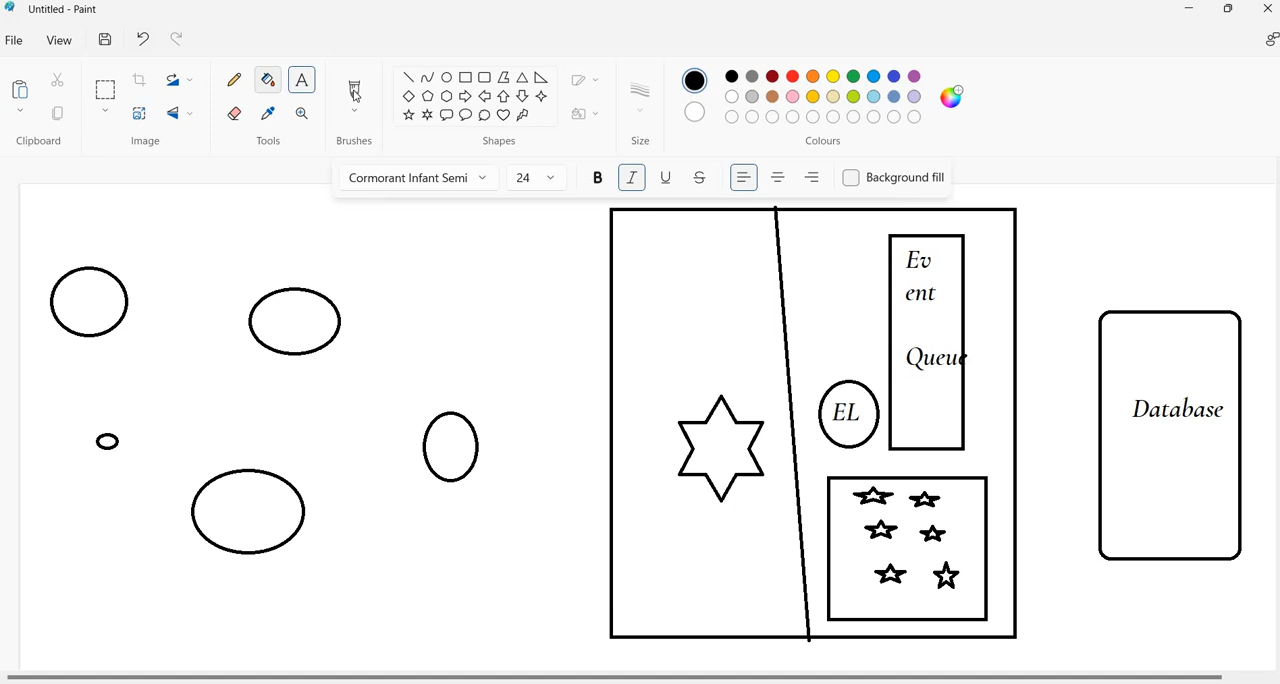 Untitled - Paint
File View
Clipboard Image Tools Brushes Shapes Size Colours
Cormorant Infant Semi 24 B I U S Background fill
Ev
ent
Queue
EL
Database